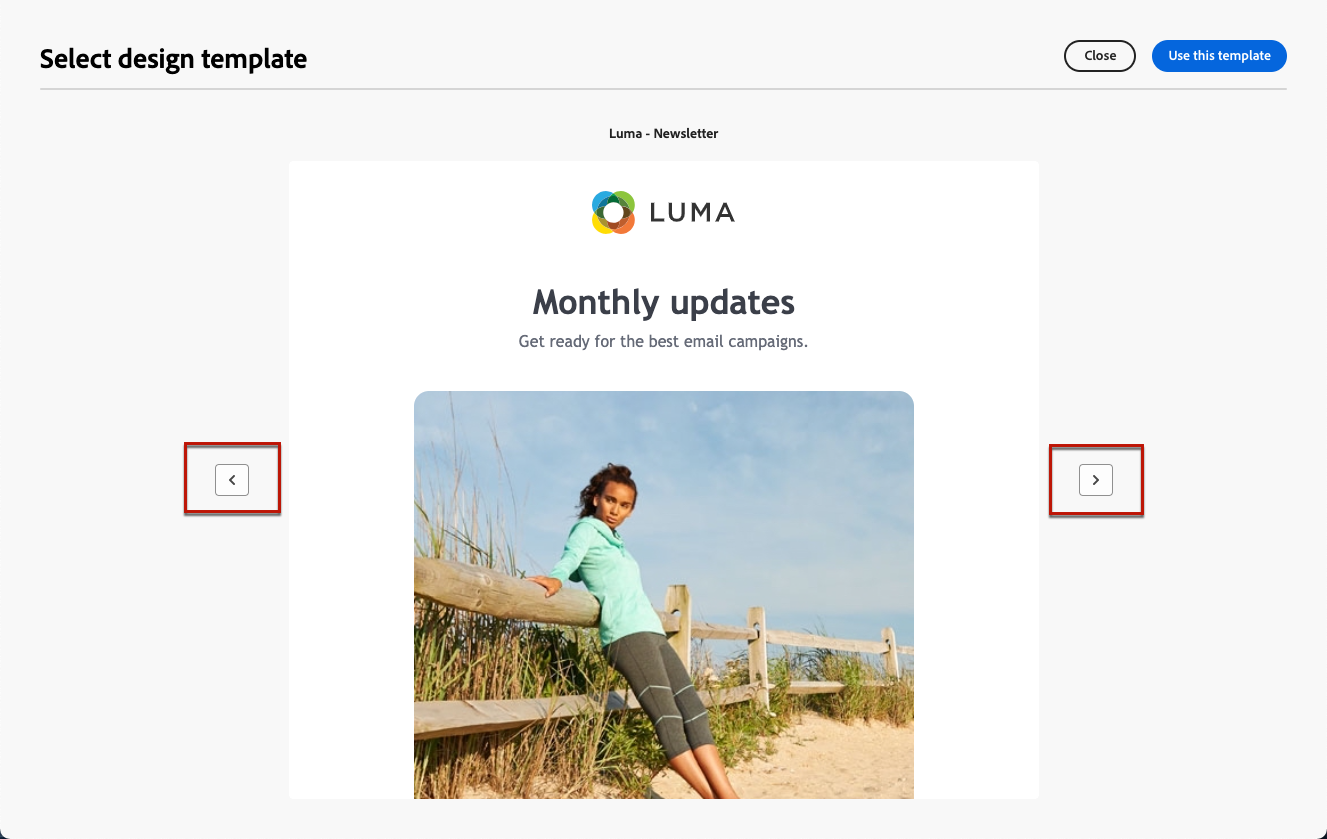 Select design template
Close
Use this template
Luma - Newsletter
LUMA
Monthly updates
Get ready for the best email campaigns.